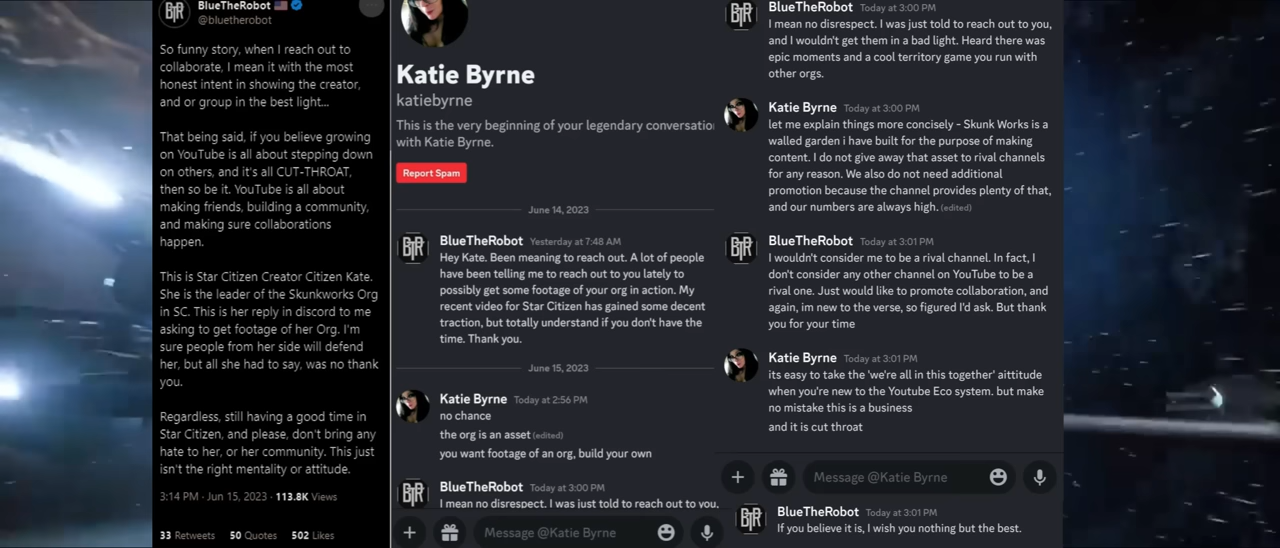 BlueTheRobot
@bluetherobot
So funny story, when I reach out to
collaborate, I mean it with the most
honest intent in showing the creator,
and or group in the best light...
That being said, if you believe growing
on YouTube is all about stepping down
on others, and it's all CUT-THROAT,
then so be it. YouTube is all about
making friends, building a community,
and making sure collaborations
happen.
This is Star Citizen Creator Citizen Kate.
She is the leader of the Skunkworks Org
in SC. This is her reply in discord to me
asking to get footage of her Org. I'm
sure people from her side will defend
her, but all she had to say, was no thank
you.
Regardless, still having a good time in
Star Citizen, and please, don't bring any
hate to her, or her community. This just
isn't the right mentality or attitude.
3:14 PM · Jun 15, 2023 · 113.8K Views
33 Retweets 50 Quotes 502 Likes
Katie Byrne
katiebyrne
This is the very beginning of your legendary conversatio
with Katie Byrne.
Report Spam
June 14, 2023
BTR
BlueTheRobot Yesterday at 7:48 AM
Hey Kate. Been meaning to reach out. A lot of people
have been telling me to reach out to you lately to
possibly get some footage of your org in action. My
recent video for Star Citizen has gained some decent
traction, but totally understand if you don't have the
time. Thank you.
June 15, 2023
Katie Byrne Today at 2:56 PM
no chance
the org is an asset (edited)
you want footage of an org, build your own
BTR
BlueTheRobot Today at 3:00 PM
I mean no disrespect. I was just told to reach out to you,
Message @Katie Byrne
BTR
BlueTheRobot Today at 3:00 PM
I mean no disrespect. I was just told to reach out to you,
and I wouldn't get them in a bad light. Heard there was
epic moments and a cool territory game you run with
other orgs.
Katie Byrne Today at 3:00 PM
let me explain things more concisely - Skunk Works is a
walled garden i have built for the purpose of making
content. I do not give away that asset to rival channels
for any reason. We also do not need additional
promotion because the channel provides plenty of that,
and our numbers are always high. (edited)
BTR
BlueTheRobot Today at 3:01 PM
I wouldn't consider me to be a rival channel. In fact, I
don't consider any other channel on YouTube to be a
rival one. Just would like to promote collaboration, and
again, im new to the verse, so figured I'd ask. But thank
you for your time
Katie Byrne Today at 3:01 PM
its easy to take the 'we're all in this together' aittitude
when you're new to the Youtube Eco system. but make
no mistake this is a business
and it is cut throat
Message @Katie Byrne
BTR
BlueTheRobot Today at 3:01 PM
If you believe it is, I wish you nothing but the best.